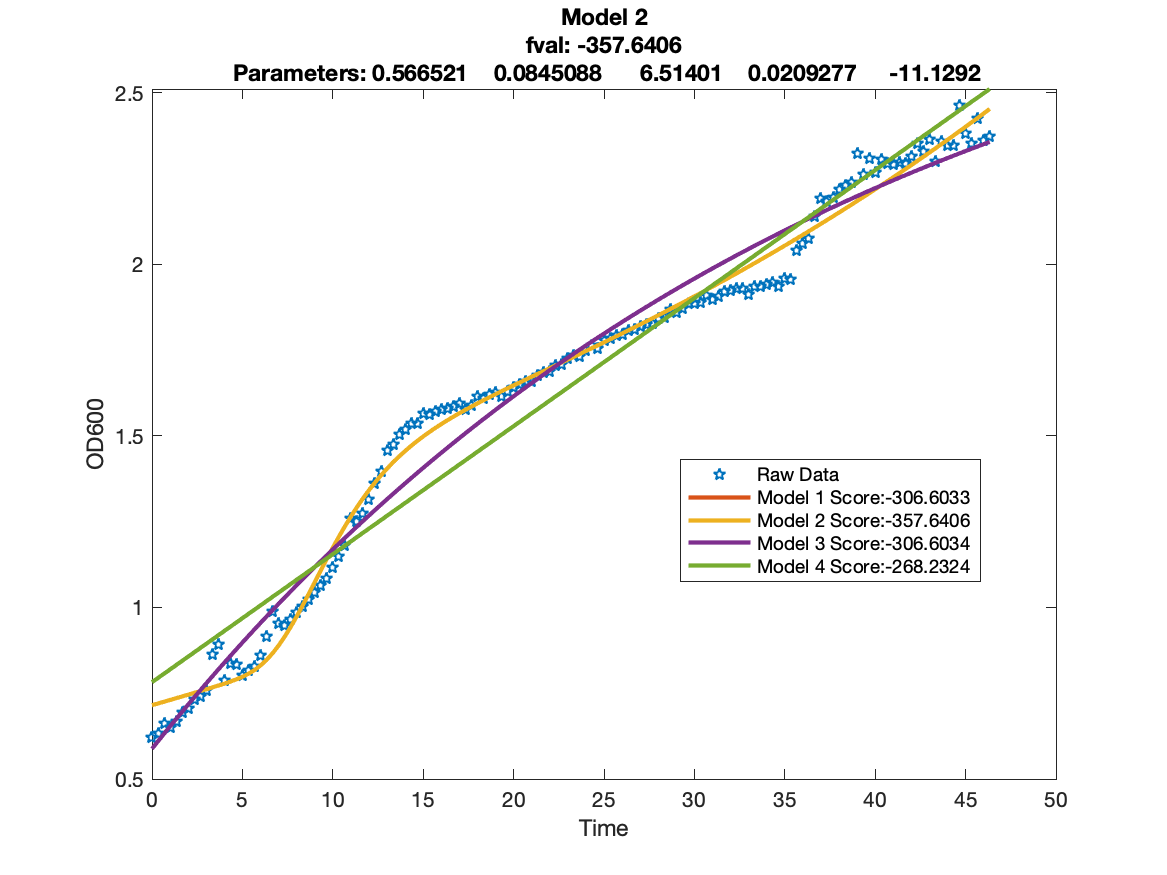 Model 2
fval: -357.6406
Parameters: 0.566521 0.0845088 6.51401 0.0209277 -11.1292
2.5
2
1.5
1
0.5
OD600
0 5 10 15 20 25 30 35 40 45 50
Time
Raw Data
Model 1 Score:-306.6033
Model 2 Score:-357.6406
Model 3 Score:-306.6034
Model 4 Score:-268.2324